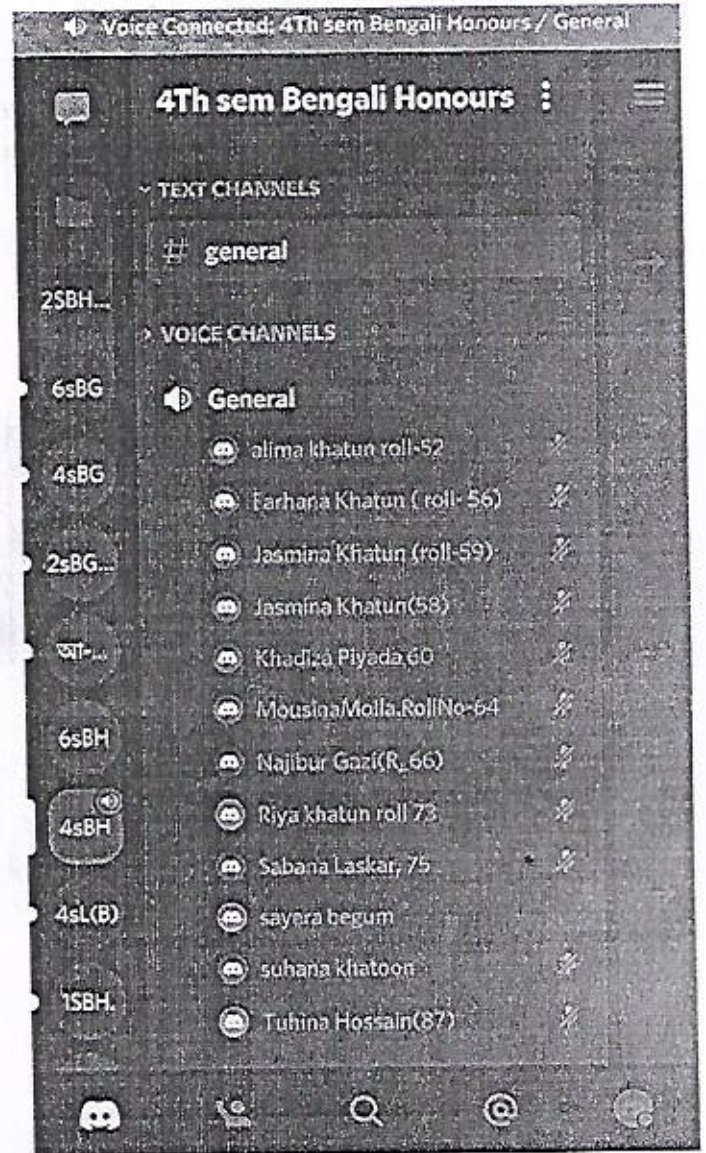 Voice Connected: 4Th sem Bengali Honours / General
4Th sem Bengali Honours
TEXT CHANNELS
# general
2SBH...
VOICE CHANNELS
6sBG
General
alima khatun roll-52
4sBG
Farhana Khatun ( roll- 56)
Jasmina Khatun (roll-59)
2sBG...
Jasmina Khatun(58)
আ-...
Khadiza Piyada,60
MousinaMolla.RollNo-64
6sBH
Najibur Gazi(R_66)
Riya khatun roll 73
4sBH
Sabana Laskar, 75
4sL(B)
sayera begum
suhana khatoon
1SBH.
Tuhina Hossain(87)